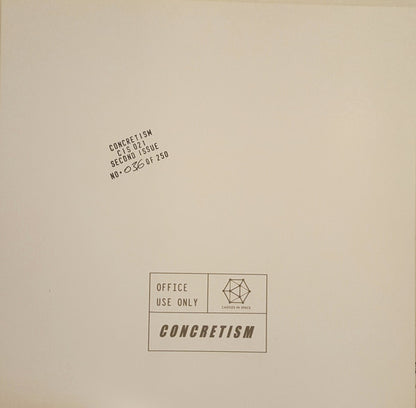 CONCRETISM
CIS 021
SECOND ISSUE
NO. 036 OF 250
OFFICE
USE ONLY
CASTLES IN SPACE
CONCRETISM